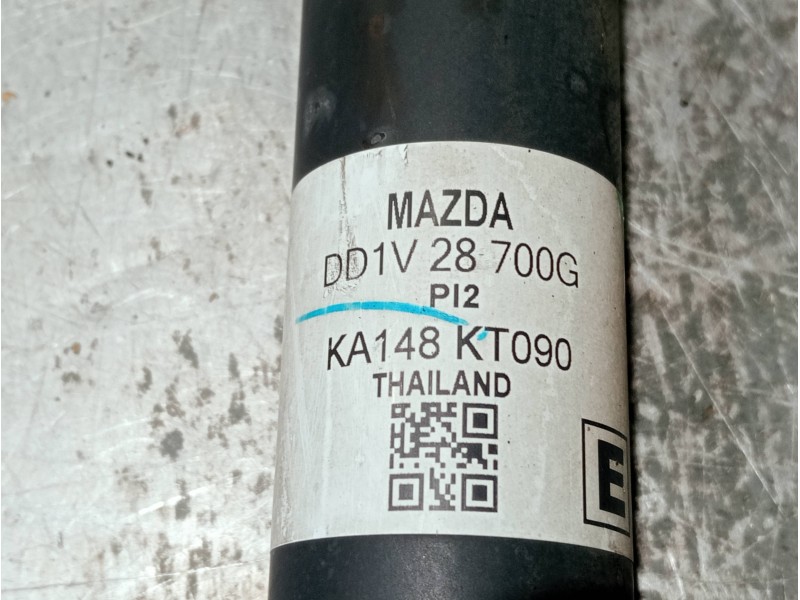 MAZDA
DD1V 28 700G
PI2
KA148 KT090
THAILAND
E